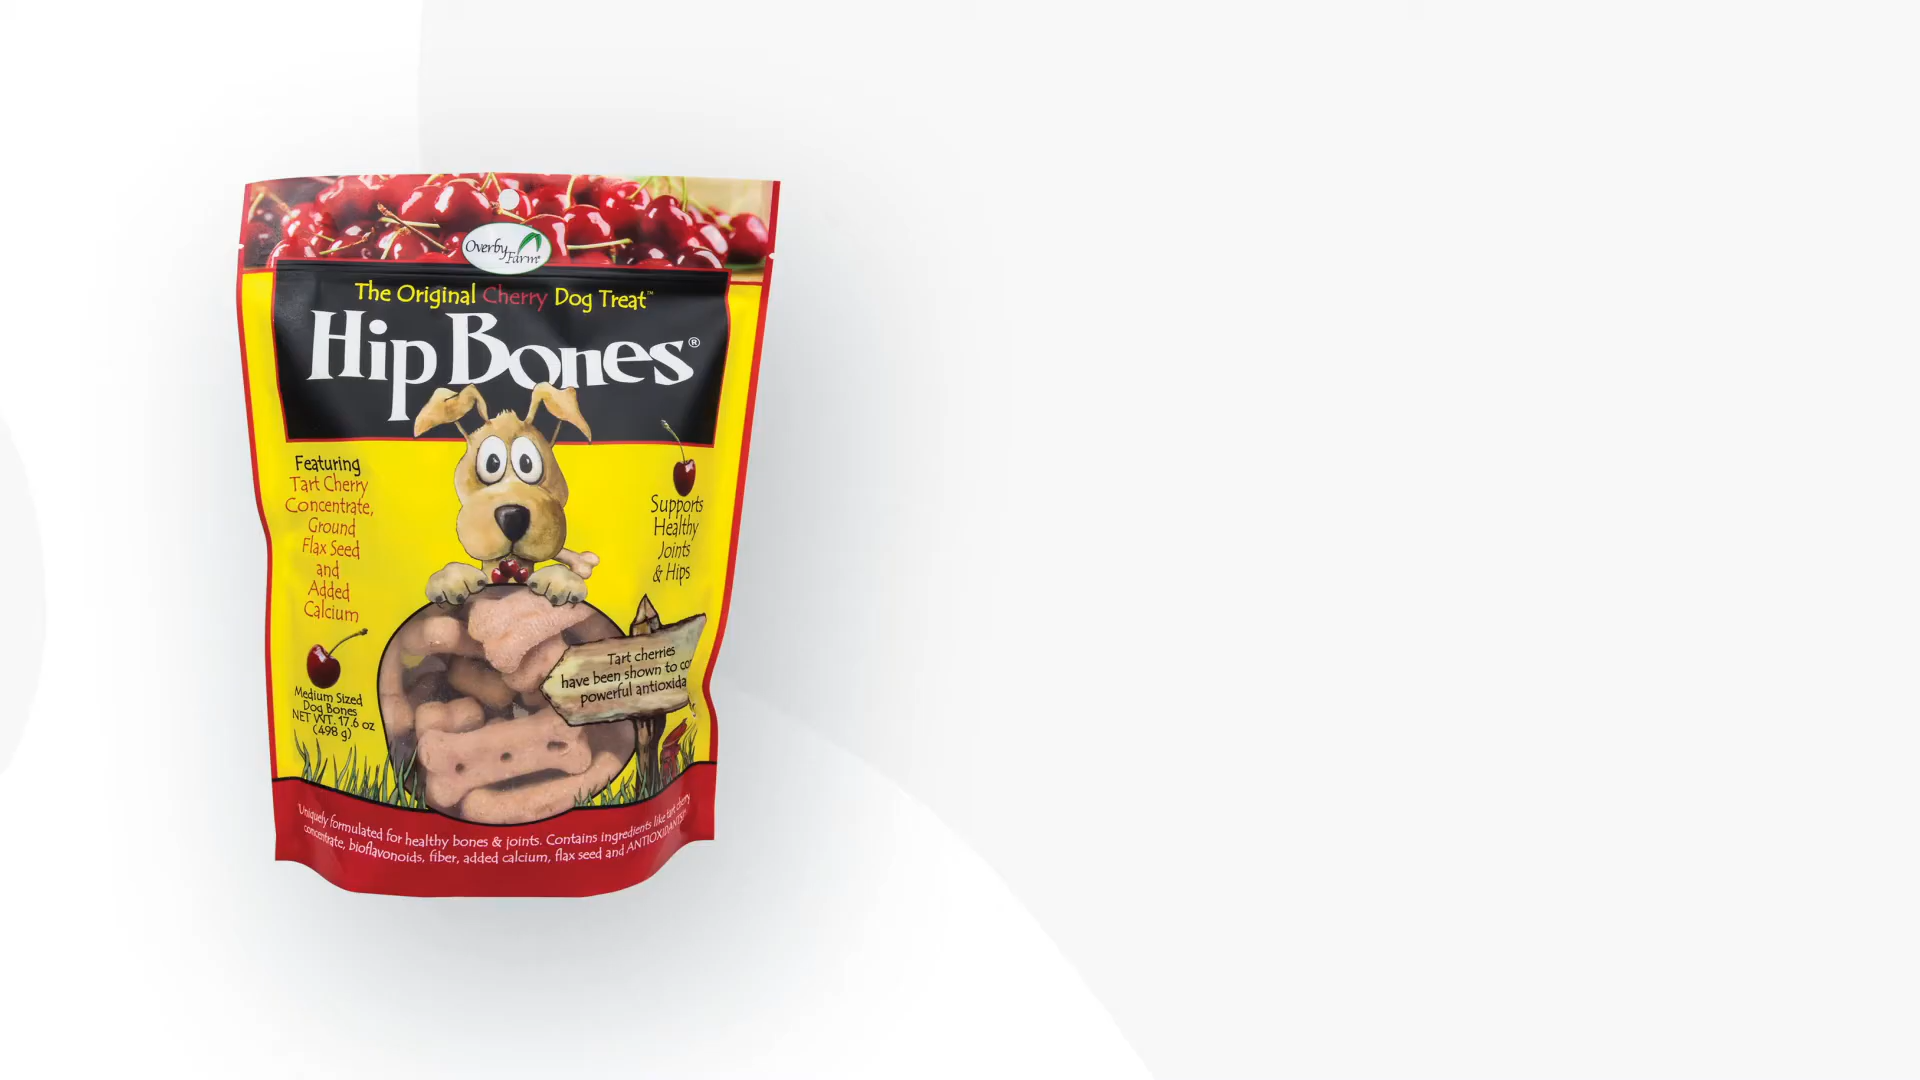 Overby
Farm®
The Original Cherry Dog Treat™
Hip Bones®
Featuring
Tart Cherry
Concentrate,
Ground
Flax Seed
and
Added
Calcium
Supports
Healthy
Joints
& Hips
Tart cherries
have been shown to co
powerful antioxida
Medium Sized
Dog Bones
NET WT. 17.6 oz
(498 g)
Uniquely formulated for healthy bones & joints. Contains ingredients like tart cherry
concentrate, bioflavonoids, fiber, added calcium, flax seed and ANTIOXIDANTS!